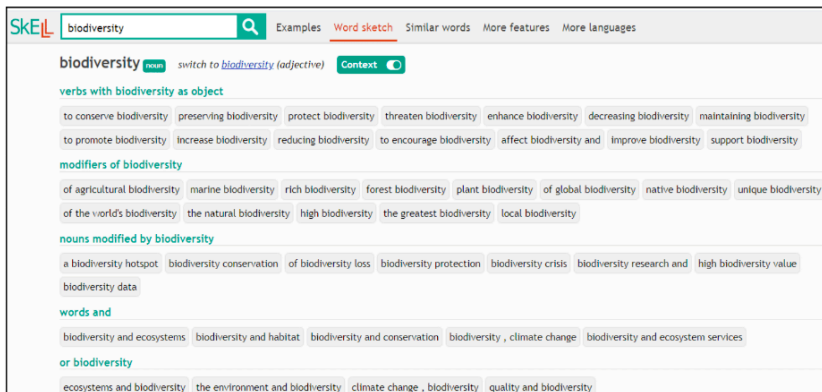 SkELL biodiversity Examples Word sketch Similar words More features More languages
biodiversity noun switch to biodiversity (adjective) Context
verbs with biodiversity as object
to conserve biodiversity preserving biodiversity protect biodiversity threaten biodiversity enhance biodiversity decreasing biodiversity maintaining biodiversity
to promote biodiversity increase biodiversity reducing biodiversity to encourage biodiversity affect biodiversity and improve biodiversity support biodiversity
modifiers of biodiversity
of agricultural biodiversity marine biodiversity rich biodiversity forest biodiversity plant biodiversity of global biodiversity native biodiversity unique biodiversity
of the world's biodiversity the natural biodiversity high biodiversity the greatest biodiversity local biodiversity
nouns modified by biodiversity
a biodiversity hotspot biodiversity conservation of biodiversity loss biodiversity protection biodiversity crisis biodiversity research and high biodiversity value
biodiversity data
words and
biodiversity and ecosystems biodiversity and habitat biodiversity and conservation biodiversity , climate change biodiversity and ecosystem services
or biodiversity
ecosystems and biodiversity the environment and biodiversity climate change , biodiversity quality and biodiversity